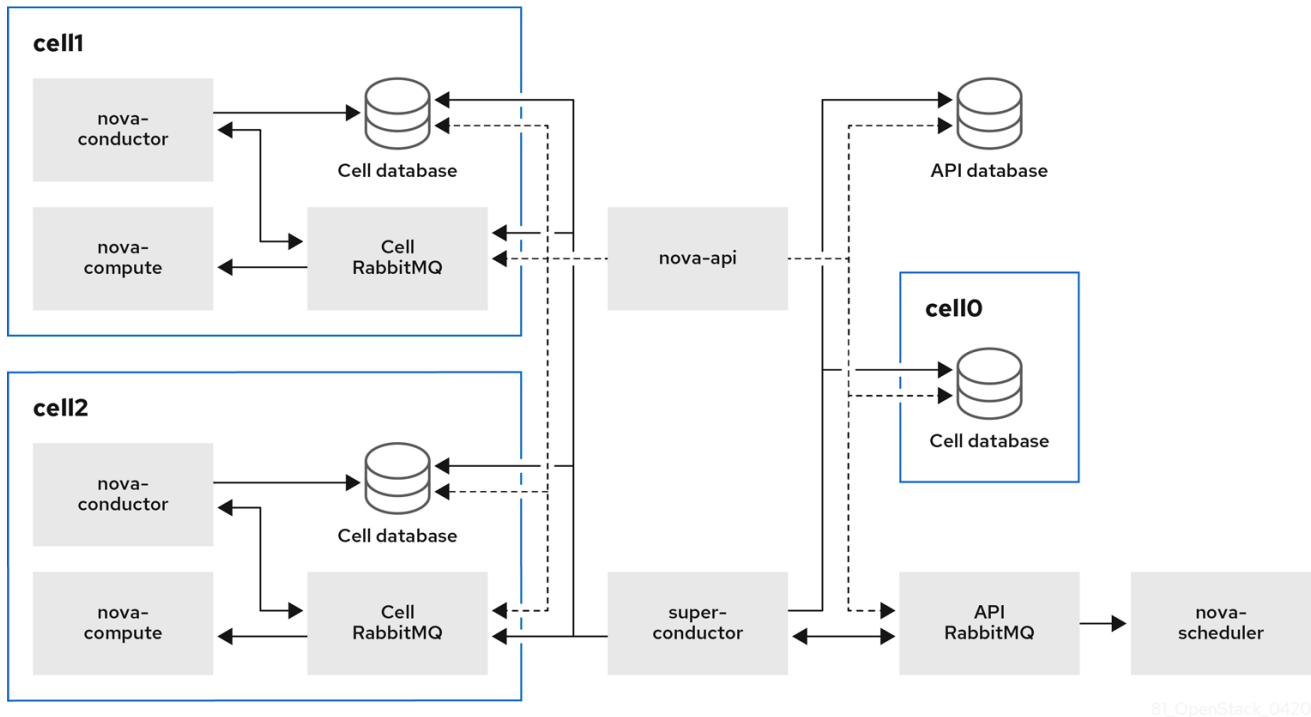 cell1
nova-
conductor
Cell database
nova-
compute
Cell
RabbitMQ
nova-api
API database
cell0
Cell database
cell2
nova-
conductor
Cell database
nova-
compute
Cell
RabbitMQ
super-
conductor
API
RabbitMQ
nova-
scheduler
81_OpenStack_0420